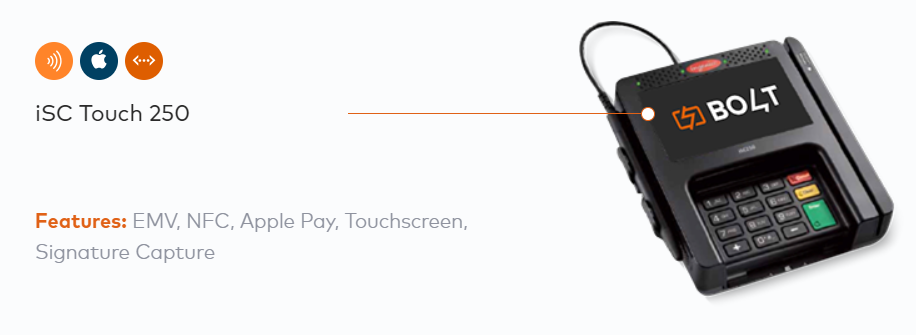 iSC Touch 250
BOLT
Features: EMV, NFC, Apple Pay, Touchscreen,
Signature Capture